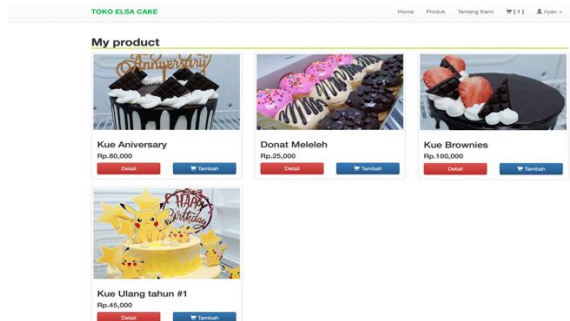 TOKO ELSA CAKE
Home Produk Tentang Kami [ 1 ] riyan
My product
Anniversary
Kue Aniversary
Rp.80,000
Detail Tambah
Donat Meleleh
Rp.25,000
Detail Tambah
Kue Brownies
Rp.100,000
Detail Tambah
HAPPY
Birthday
Kue Ulang tahun #1
Rp.45,000
Detail Tambah